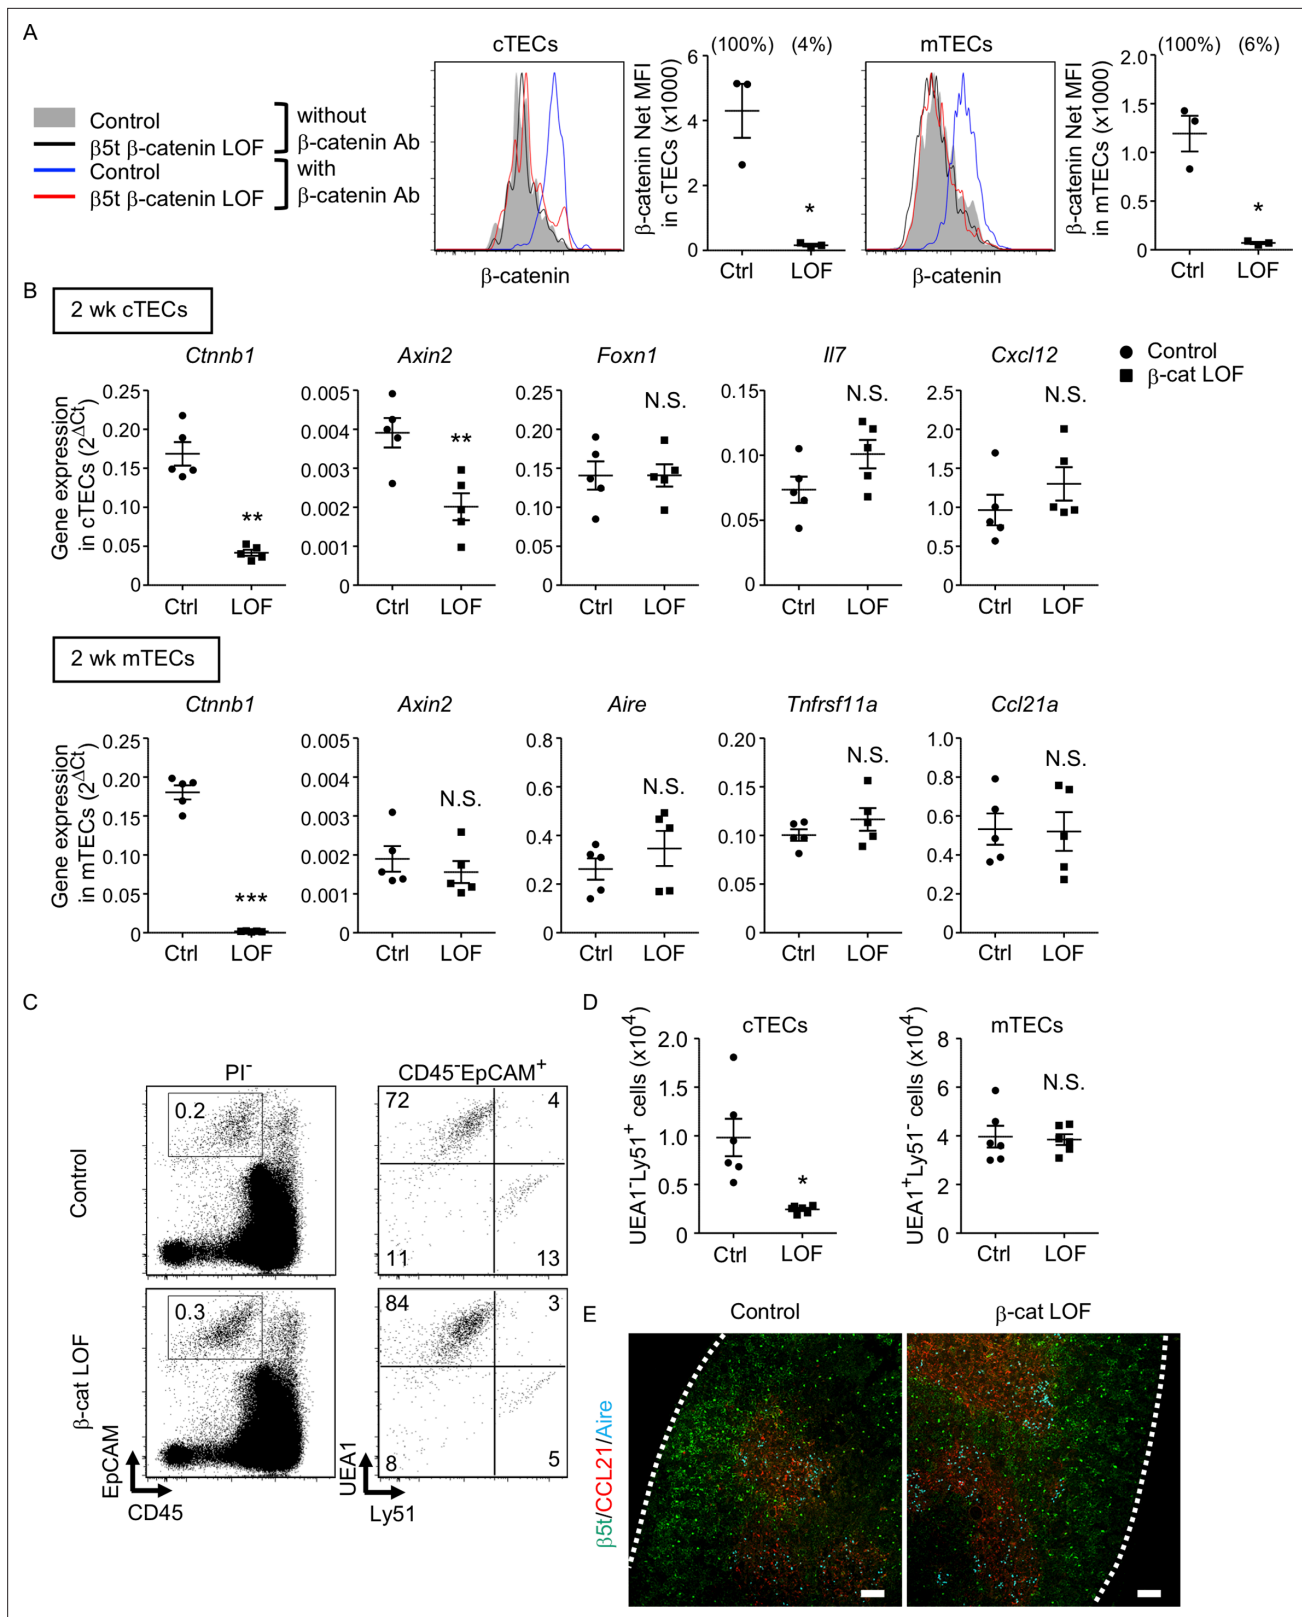 A
Control
β5t β-catenin LOF
without
β-catenin Ab
Control
β5t β-catenin LOF
with
β-catenin Ab
cTECs
β-catenin
β-catenin Net MFI
in cTECs (x1000)
(100%) (4%)
6
4
2
0
*
Ctrl LOF
mTECs
β-catenin
β-catenin Net MFI
in mTECs (x1000)
(100%) (6%)
2.0
1.5
1.0
0.5
0
*
Ctrl LOF
B
2 wk cTECs
Control
β-cat LOF
Gene expression
in cTECs (2^ΔCt)
Ctnnb1
0.25
0.20
0.15
0.10
0.05
0
**
Ctrl LOF
Axin2
0.005
0.004
0.003
0.002
0.001
0
**
Ctrl LOF
Foxn1
0.25
0.20
0.15
0.10
0.05
0
N.S.
Ctrl LOF
Il7
0.15
0.10
0.05
0
N.S.
Ctrl LOF
Cxcl12
2.5
2.0
1.5
1.0
0.5
0
N.S.
Ctrl LOF
2 wk mTECs
Gene expression
in mTECs (2^ΔCt)
Ctnnb1
0.25
0.20
0.15
0.10
0.05
0
***
Ctrl LOF
Axin2
0.005
0.004
0.003
0.002
0.001
0
N.S.
Ctrl LOF
Aire
0.8
0.6
0.4
0.2
0
N.S.
Ctrl LOF
Tnfrsf11a
0.20
0.15
0.10
0.05
0
N.S.
Ctrl LOF
Ccl21a
1.0
0.8
0.6
0.4
0.2
0
N.S.
Ctrl LOF
C
PI⁻
CD45⁻EpCAM⁺
Control
0.2
72
4
11
13
β-cat LOF
0.3
84
3
8
5
EpCAM
CD45
UEA1
Ly51
D
cTECs
UEA1⁻Ly51⁺ cells (x10⁴)
2.0
1.5
1.0
0.5
0
*
Ctrl LOF
mTECs
UEA1⁺Ly51⁻ cells (x10⁴)
8
6
4
2
0
N.S.
Ctrl LOF
E
Control
β-cat LOF
β5t/CCL21/Aire